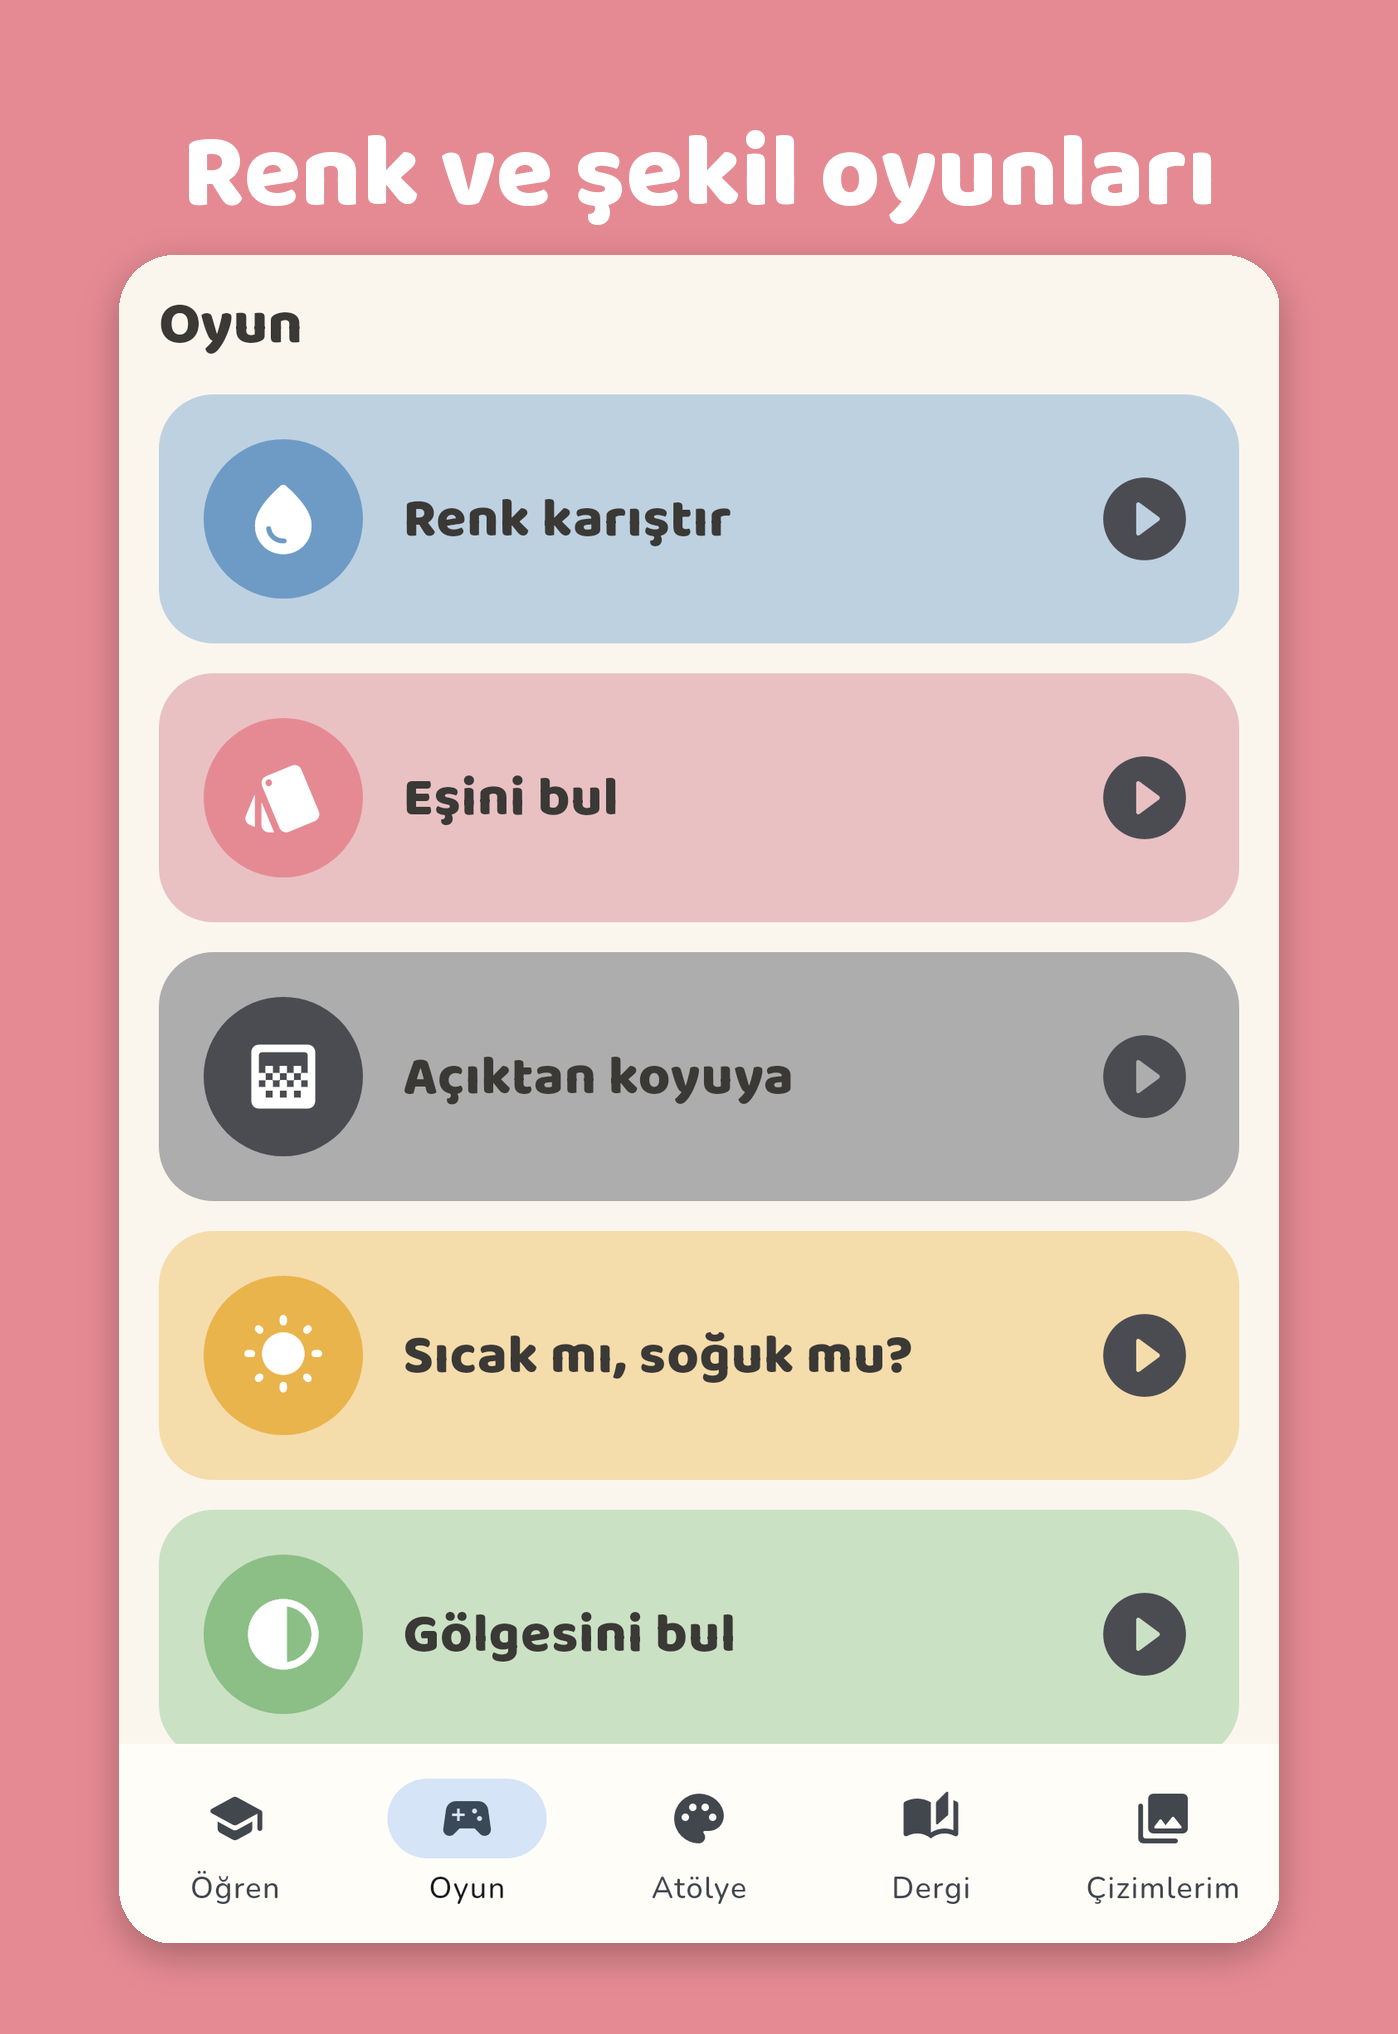 Renk ve şekil oyunları
Oyun
Renk karıştır
Eşini bul
Açıktan koyuya
Sıcak mı, soğuk mu?
Gölgesini bul
Öğren
Oyun
Atölye
Dergi
Çizimlerim